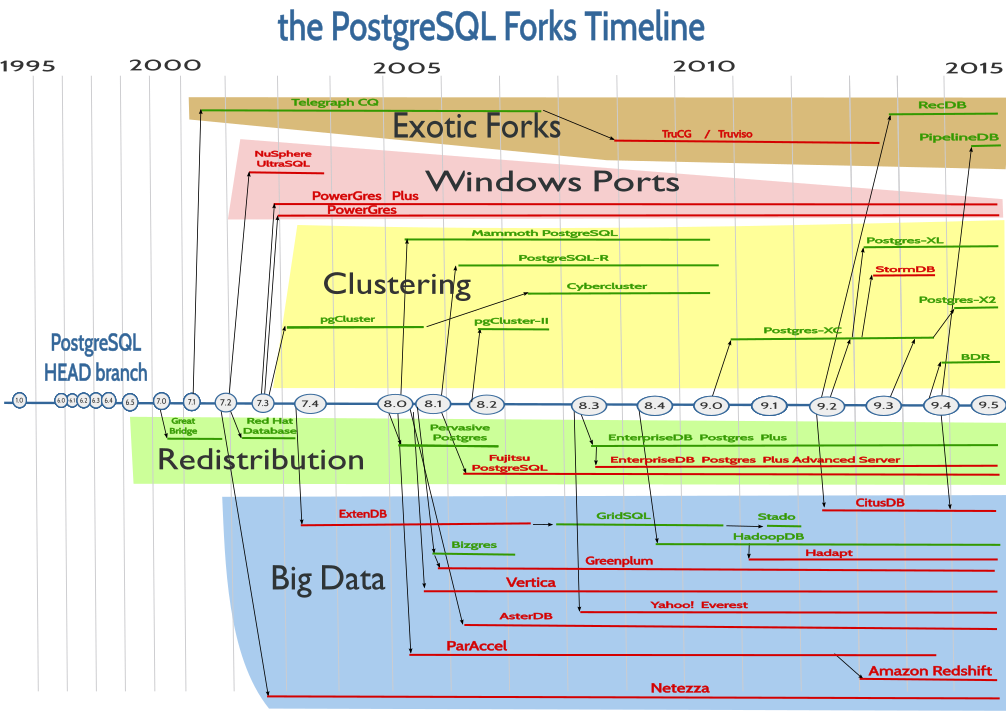 the PostgreSQL Forks Timeline
1995 2000 2005 2010 2015
Telegraph CQ
RecDB
Exotic Forks
TruCG / Truviso
PipelineDB
NuSphere
UltraSQL
Windows Ports
PowerGres Plus
PowerGres
Mammoth PostgreSQL
Postgres-XL
PostgreSQL-R
StormDB
Clustering
Cybercluster
Postgres-X2
pgCluster
pgCluster-II
Postgres-XC
BDR
PostgreSQL
HEAD branch
1.0 6.0 6.1 6.2 6.3 6.4 6.5 7.0 7.1 7.2 7.3 7.4 8.0 8.1 8.2 8.3 8.4 9.0 9.1 9.2 9.3 9.4 9.5
Great
Bridge
Red Hat
Database
Pervasive
Postgres
EnterpriseDB Postgres Plus
Redistribution
Fujitsu
PostgreSQL
EnterpriseDB Postgres Plus Advanced Server
CitusDB
ExtenDB
GridSQL
Stado
HadoopDB
Bizgres
Hadapt
Greenplum
Big Data
Vertica
Yahoo! Everest
AsterDB
ParAccel
Amazon Redshift
Netezza